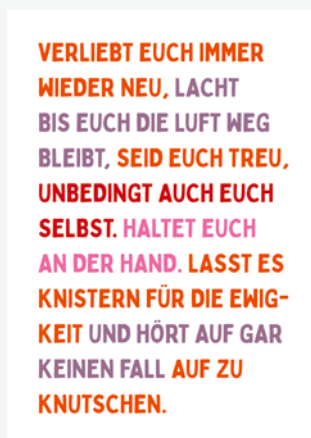 VERLIEBT EUCH IMMER
WIEDER NEU, LACHT
BIS EUCH DIE LUFT WEG
BLEIBT, SEID EUCH TREU,
UNBEDINGT AUCH EUCH
SELBST. HALTET EUCH
AN DER HAND. LASST ES
KNISTERN FÜR DIE EWIG-
KEIT UND HÖRT AUF GAR
KEINEN FALL AUF ZU
KNUTSCHEN.